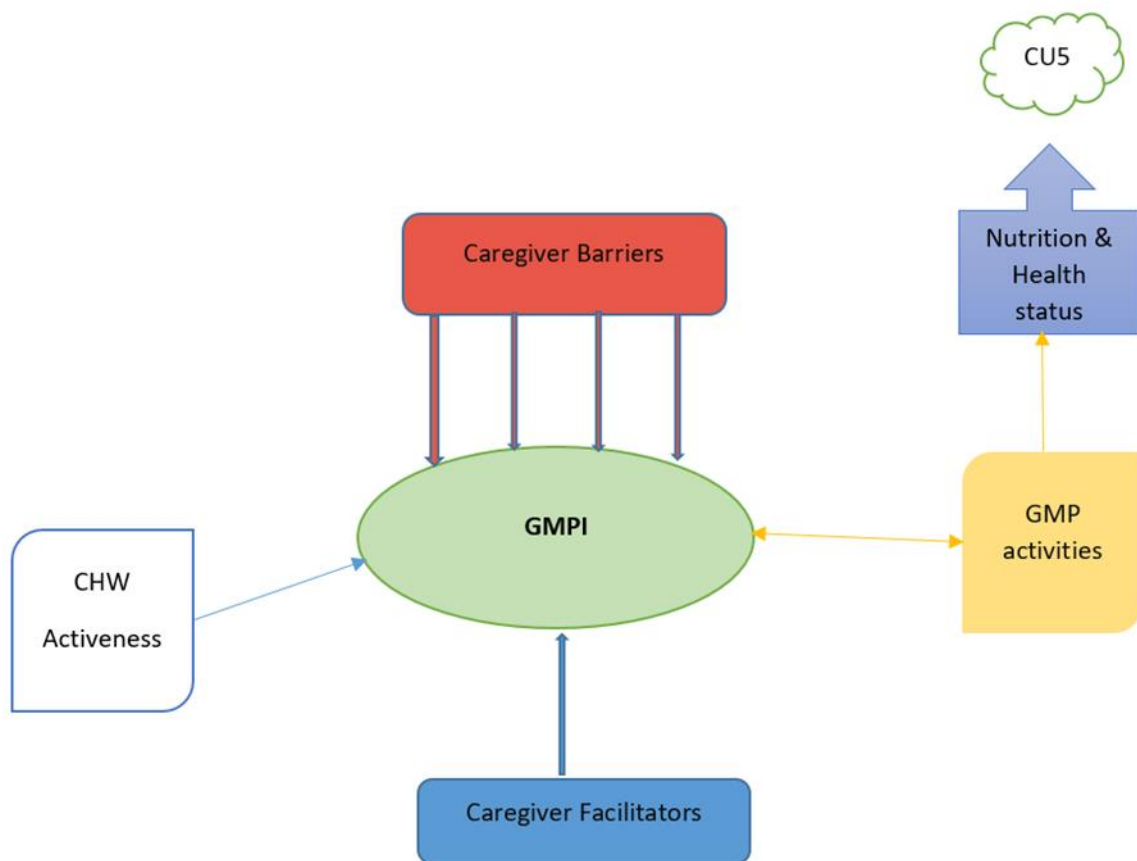 CU5
Nutrition &
Health
status
Caregiver Barriers
GMPI
GMP
activities
CHW
Activeness
Caregiver Facilitators